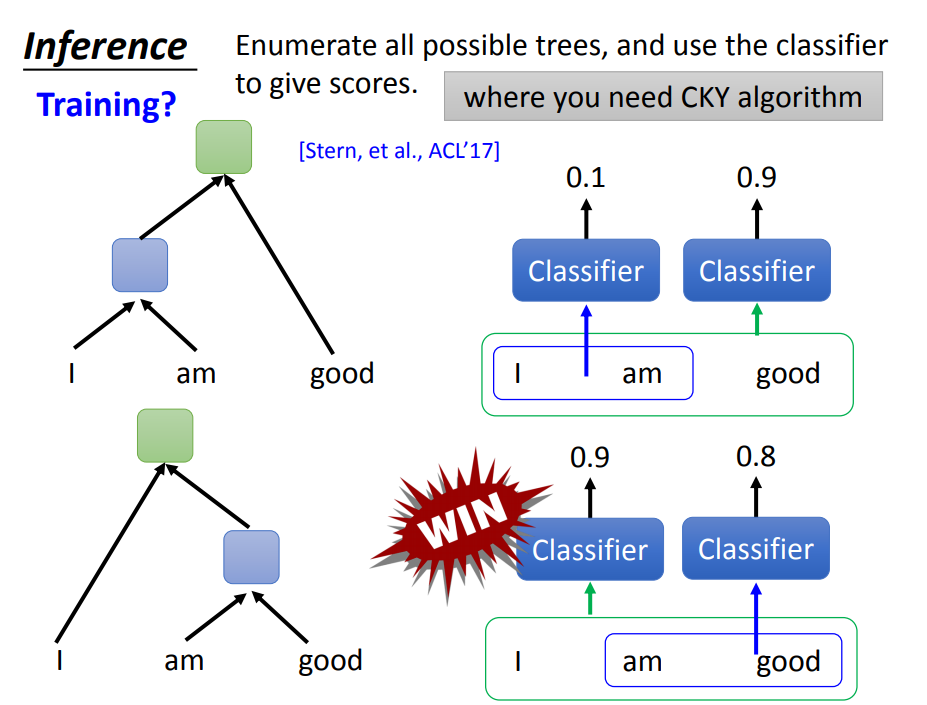 Inference
Enumerate all possible trees, and use the classifier
to give scores.
where you need CKY algorithm
Training?
[Stern, et al., ACL’17]
0.1 0.9
Classifier Classifier
I am good
I am good
0.9 0.8
WIN
Classifier Classifier
I am good
I am good